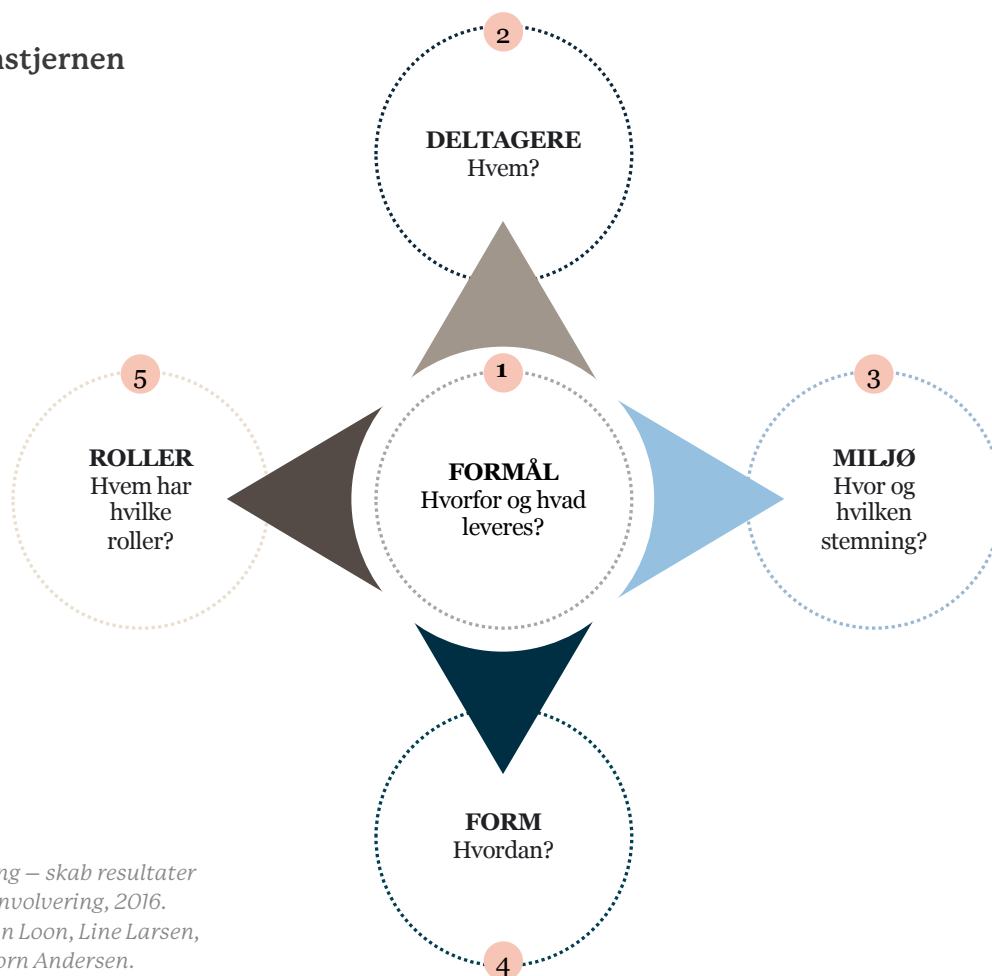 stjernen
2
DELTAGERE
Hvem?
1
FORMÅL
Hvorfor og hvad
leveres?
3
MILJØ
Hvor og
hvilken
stemning?
4
FORM
Hvordan?
5
ROLLER
Hvem har
hvilke
roller?
ng – skab resultater
nvolvering, 2016.
n Loon, Line Larsen,
orn Andersen.